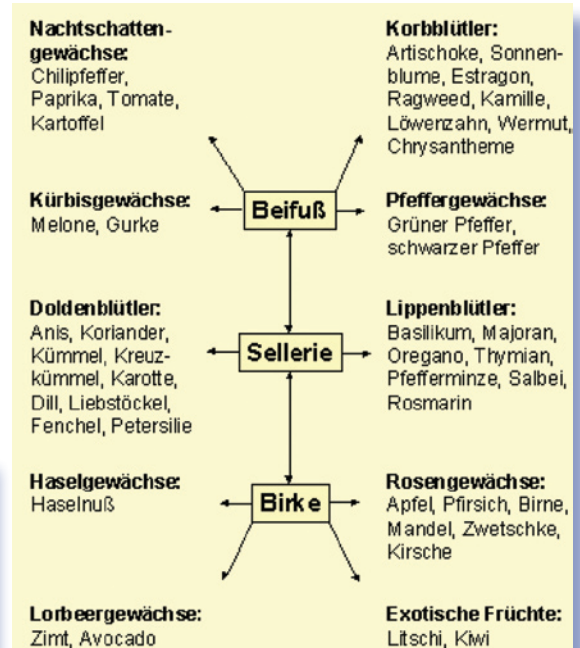 Nachtschatten-
gewächse:
Chilipfeffer,
Paprika, Tomate,
Kartoffel
Korbblütler:
Artischoke, Sonnen-
blume, Estragon,
Ragweed, Kamille,
Löwenzahn, Wermut,
Chrysantheme
Kürbisgewächse:
Melone, Gurke
Beifuß
Pfeffergewächse:
Grüner Pfeffer,
schwarzer Pfeffer
Doldenblütler:
Anis, Koriander,
Kümmel, Kreuz-
kümmel, Karotte,
Dill, Liebstöckel,
Fenchel, Petersilie
Sellerie
Lippenblütler:
Basilikum, Majoran,
Oregano, Thymian,
Pfefferminze, Salbei,
Rosmarin
Haselgewächse:
Haselnuß
Birke
Rosengewächse:
Apfel, Pfirsich, Birne,
Mandel, Zwetschke,
Kirsche
Lorbeergewächse:
Zimt, Avocado
Exotische Früchte:
Litschi, Kiwi